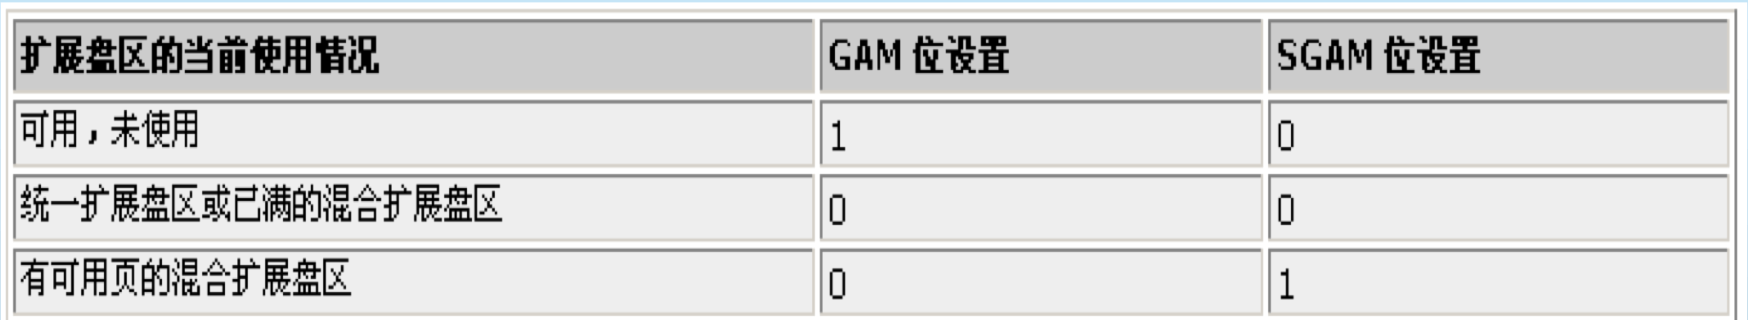 扩展盘区的当前使用情况 GAM 位设置 SGAM 位设置
可用，未使用 1 0
统一扩展盘区或已满的混合扩展盘区 0 0
有可用页的混合扩展盘区 0 1